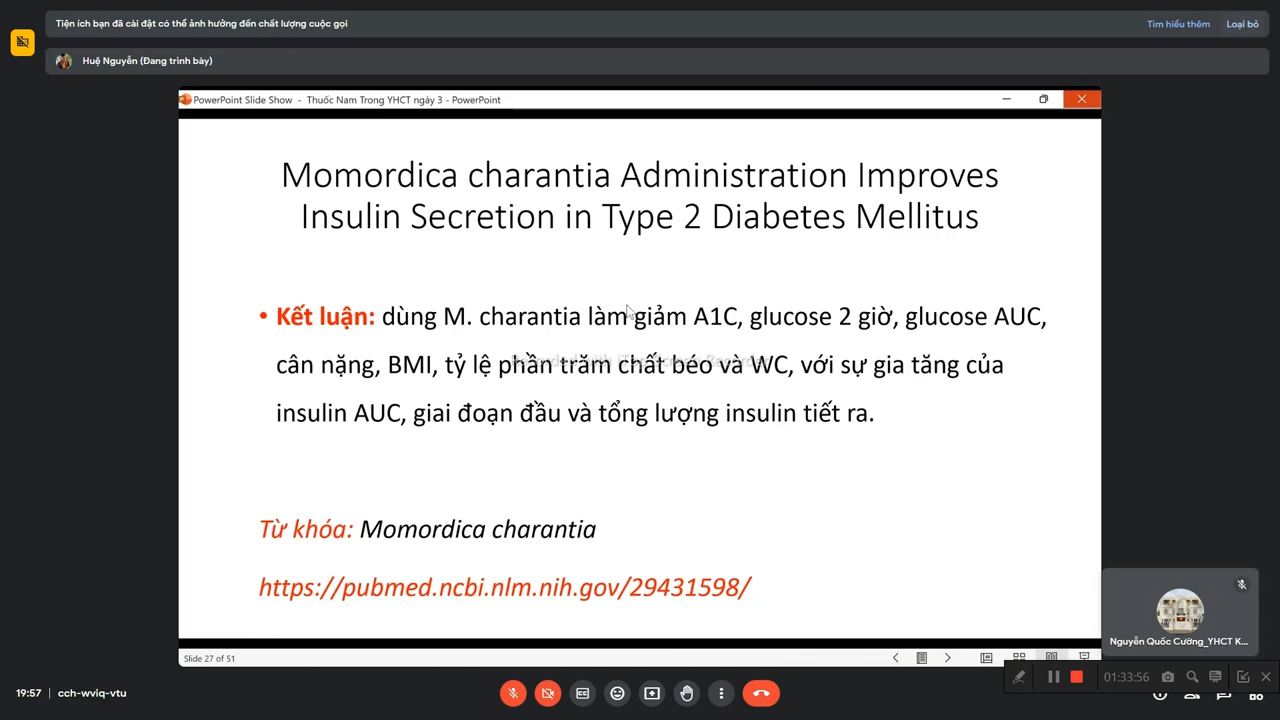 Tiện ích bạn đã cài đặt có thể ảnh hưởng đến chất lượng cuộc gọi
Tìm hiểu thêm
Loại bỏ
Huệ Nguyễn (Đang trình bày)
PowerPoint Slide Show - Thuốc Nam Trong YHCT ngày 3 - PowerPoint
Momordica charantia Administration Improves
Insulin Secretion in Type 2 Diabetes Mellitus
• Kết luận: dùng M. charantia làm giảm A1C, glucose 2 giờ, glucose AUC,
Recorded with iTop Screen Recorder
cân nặng, BMI, tỷ lệ phần trăm chất béo và WC, với sự gia tăng của
insulin AUC, giai đoạn đầu và tổng lượng insulin tiết ra.
Từ khóa: Momordica charantia
https://pubmed.ncbi.nlm.nih.gov/29431598/
Nguyễn Quốc Cường_YHCT K...
Slide 27 of 51
01:33:56
19:57
cch-wviq-vtu